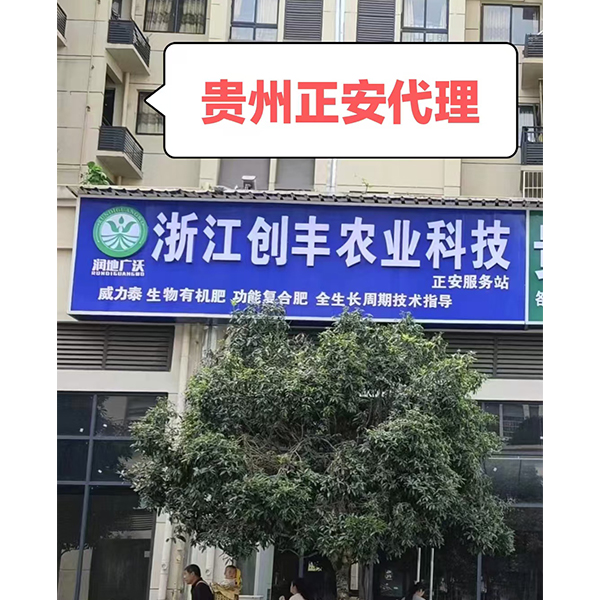 贵州正安代理
浙江创丰农业科技
润地广沃
RUNDIGUANGWO
正安服务站
威力泰 生物有机肥 功能复合肥 全生长周期技术指导